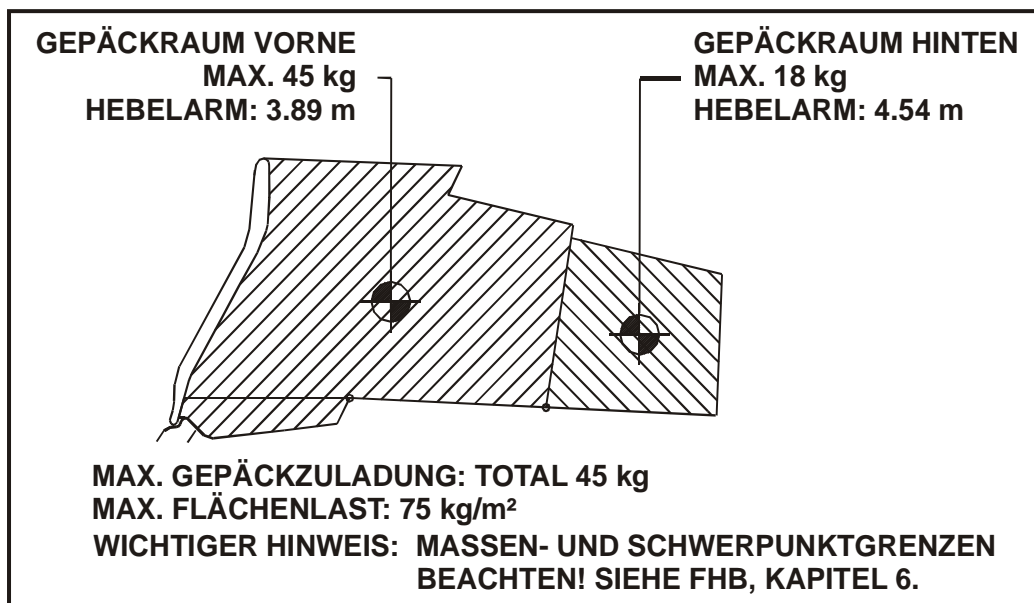 GEPÄCKRAUM VORNE
MAX. 45 kg
HEBELARM: 3.89 m
GEPÄCKRAUM HINTEN
MAX. 18 kg
HEBELARM: 4.54 m
MAX. GEPÄCKZULADUNG: TOTAL 45 kg
MAX. FLÄCHENLAST: 75 kg/m²
WICHTIGER HINWEIS: MASSEN- UND SCHWERPUNKTGRENZEN
BEACHTEN! SIEHE FHB, KAPITEL 6.